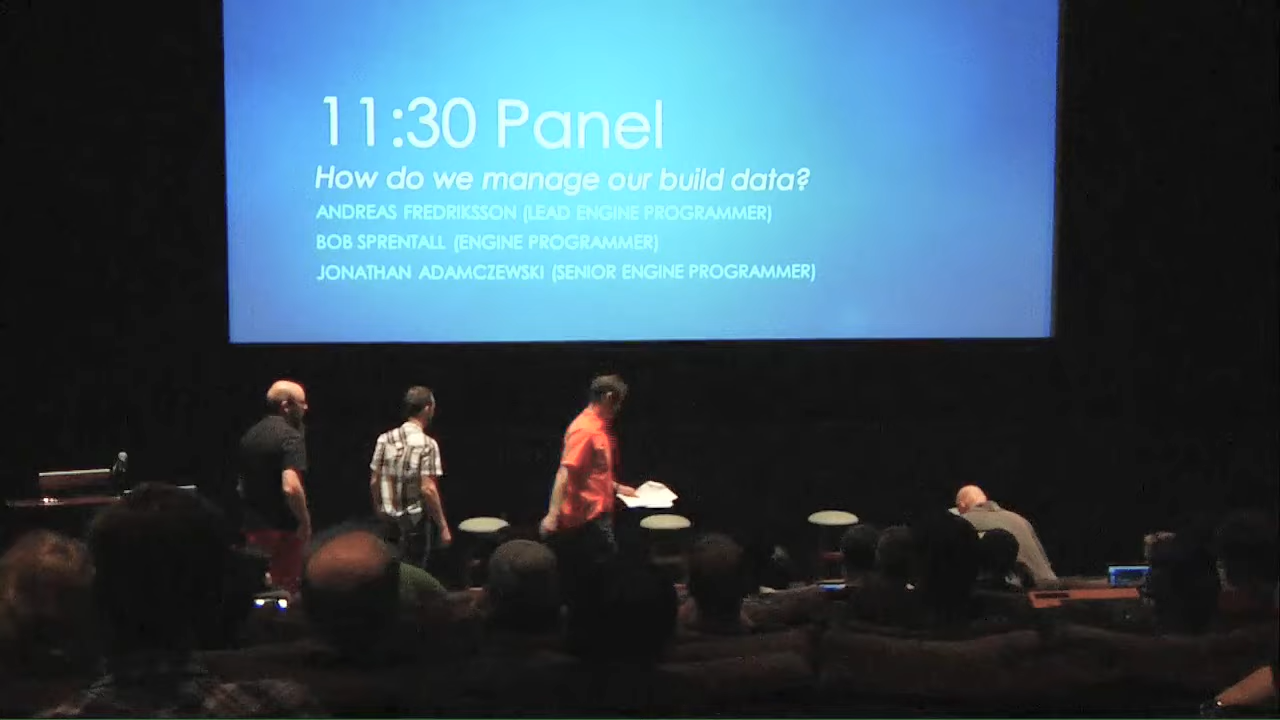 11:30 Panel
How do we manage our build data?
ANDREAS FREDRIKSSON (LEAD ENGINE PROGRAMMER)
BOB SPRENTALL (ENGINE PROGRAMMER)
JONATHAN ADAMCZEWSKI (SENIOR ENGINE PROGRAMMER)